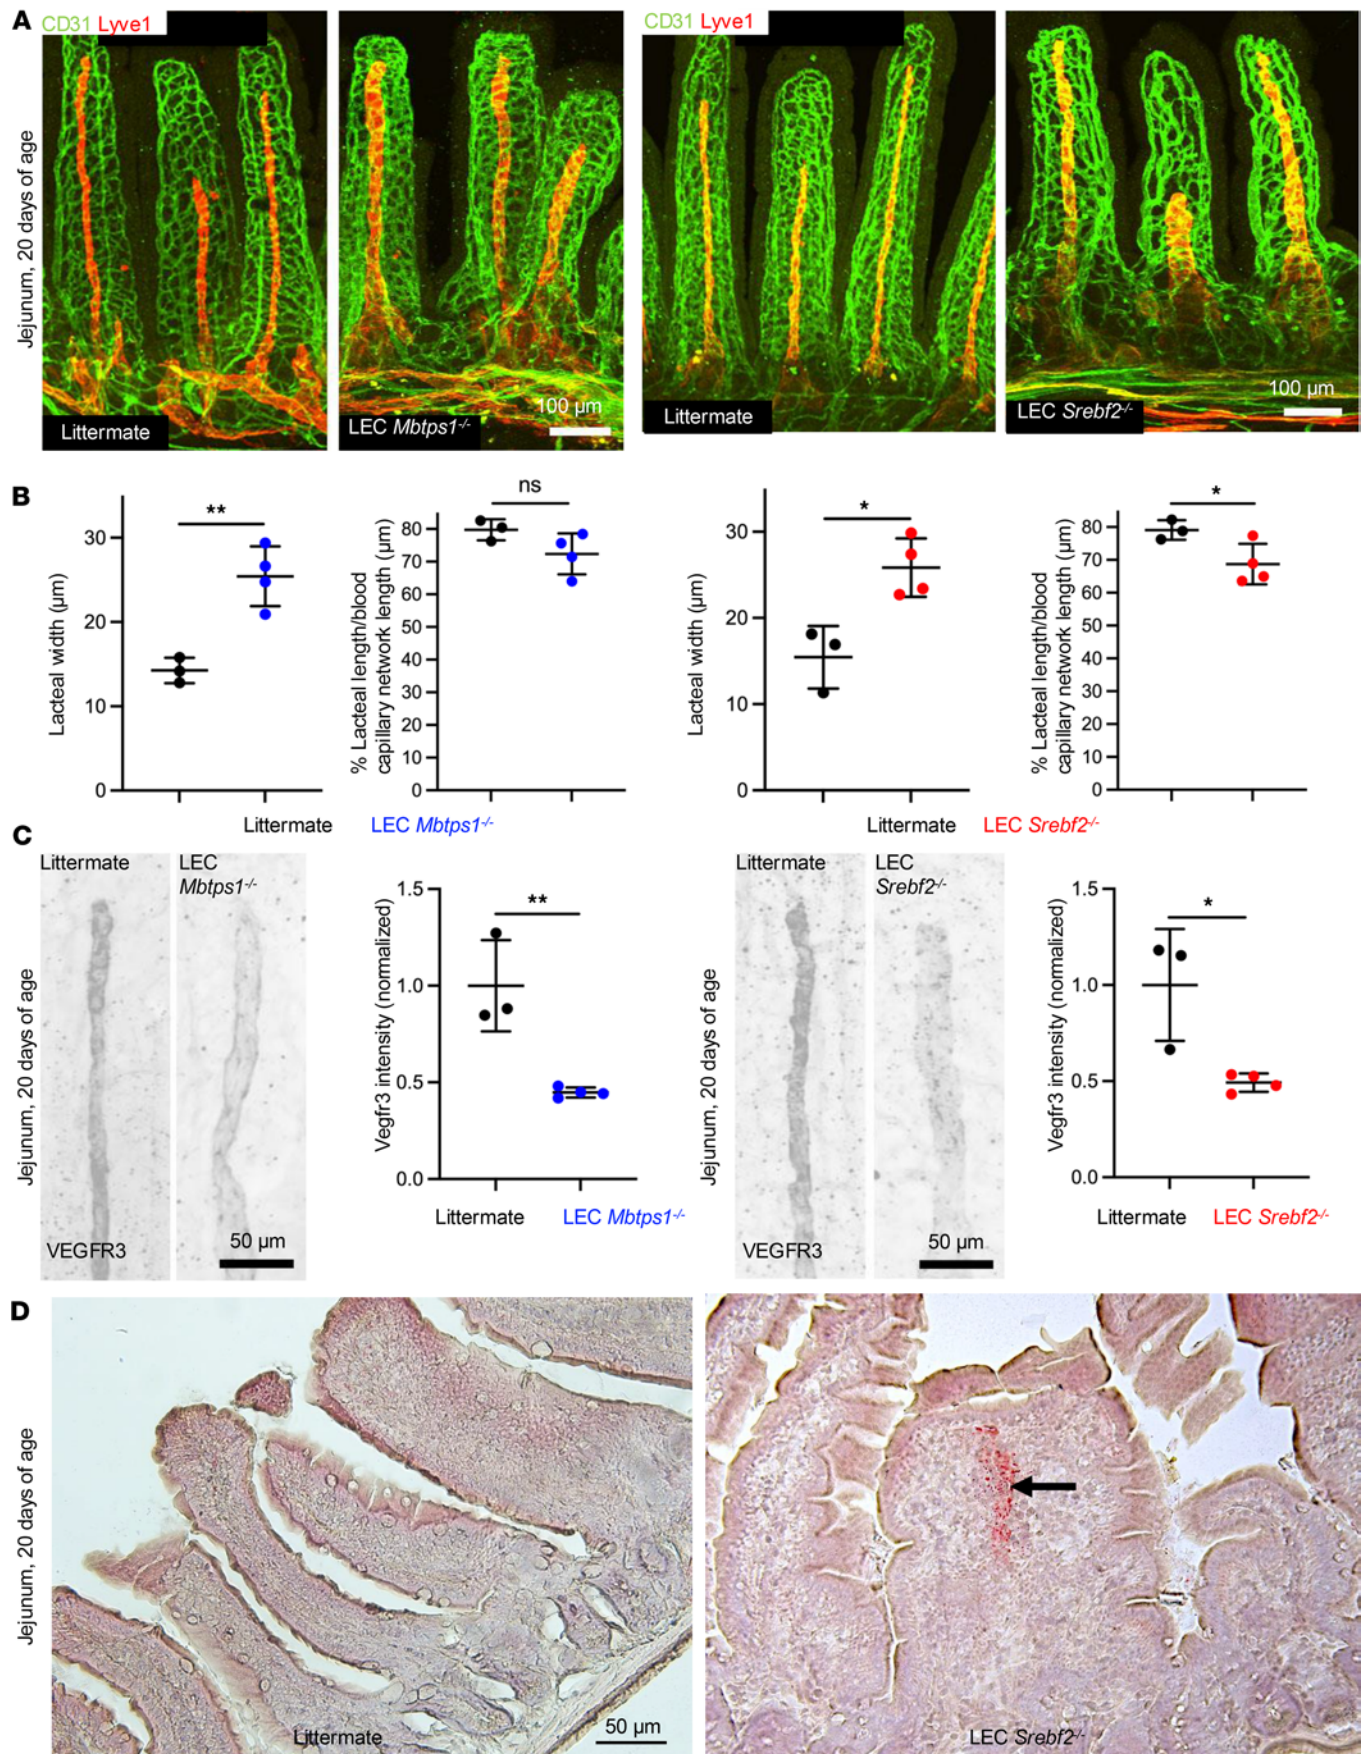 A
CD31 Lyve1
Jejunum, 20 days of age
Littermate
100 µm
LEC Mbtps1-/-
Littermate
100 µm
LEC Srebf2-/-
B
Lacteal width (µm)
30
20
10
0
**
% Lacteal length/blood
capillary network length (µm)
80
70
60
50
40
30
20
10
0
ns
Littermate LEC Mbtps1-/-
Lacteal width (µm)
30
20
10
0
*
% Lacteal length/blood
capillary network length (µm)
80
70
60
50
40
30
20
10
0
*
Littermate LEC Srebf2-/-
C
Jejunum, 20 days of age
Littermate
LEC
Mbtps1-/-
VEGFR3
50 µm
Vegfr3 intensity (normalized)
1.5
1.0
0.5
0.0
**
Littermate LEC Mbtps1-/-
Jejunum, 20 days of age
Littermate
LEC
Srebf2-/-
VEGFR3
50 µm
Vegfr3 intensity (normalized)
1.5
1.0
0.5
0.0
*
Littermate LEC Srebf2-/-
D
Jejunum, 20 days of age
Littermate
50 µm
LEC Srebf2-/-